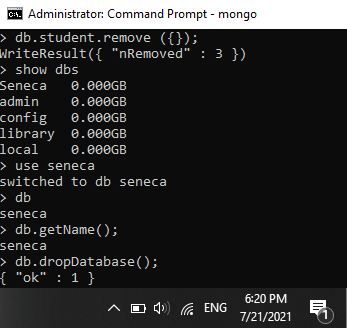 Administrator: Command Prompt - mongo
> db.student.remove ({});
WriteResult({ "nRemoved" : 3 })
> show dbs
Seneca   0.000GB
admin    0.000GB
config   0.000GB
library  0.000GB
local    0.000GB
> use seneca
switched to db seneca
> db
seneca
> db.getName();
seneca
> db.dropDatabase();
{ "ok" : 1 }
6:20 PM
7/21/2021
1